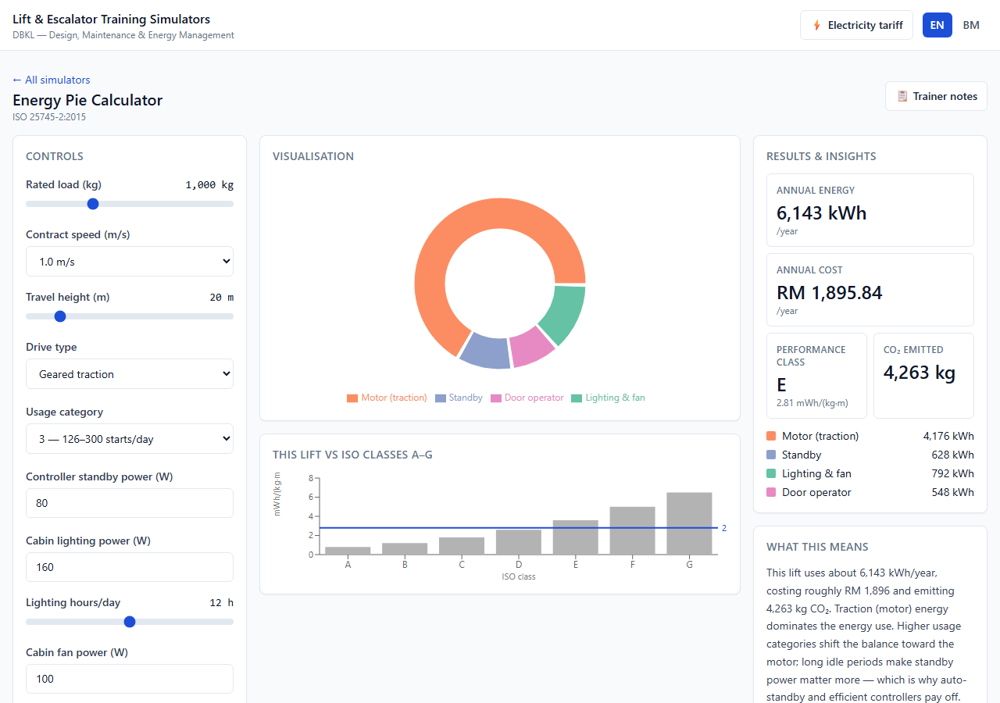 Lift & Escalator Training Simulators
DBKL — Design, Maintenance & Energy Management
Electricity tariff
EN
BM
← All simulators
Energy Pie Calculator
ISO 25745-2:2015
Trainer notes
CONTROLS
Rated load (kg)
1,000 kg
Contract speed (m/s)
1.0 m/s
Travel height (m)
20 m
Drive type
Geared traction
Usage category
3 — 126–300 starts/day
Controller standby power (W)
80
Cabin lighting power (W)
160
Lighting hours/day
12 h
Cabin fan power (W)
100
VISUALISATION
Motor (traction)
Standby
Door operator
Lighting & fan
THIS LIFT VS ISO CLASSES A–G
mWh/(kg·m
8
6
4
2
0
2
A
B
C
D
E
F
G
ISO class
RESULTS & INSIGHTS
ANNUAL ENERGY
6,143 kWh
/year
ANNUAL COST
RM 1,895.84
/year
PERFORMANCE
CLASS
E
2.81 mWh/(kg·m)
CO₂ EMITTED
4,263 kg
Motor (traction)
4,176 kWh
Standby
628 kWh
Lighting & fan
792 kWh
Door operator
548 kWh
WHAT THIS MEANS
This lift uses about 6,143 kWh/year,
costing roughly RM 1,896 and emitting
4,263 kg CO₂. Traction (motor) energy
dominates the energy use. Higher usage
categories shift the balance toward the
motor; long idle periods make standby
power matter more — which is why auto-
standby and efficient controllers pay off.